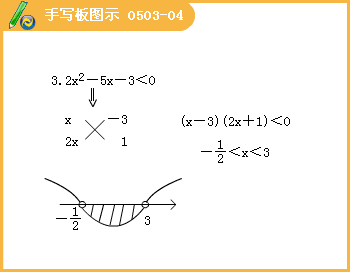 手写板图示 0503-04
3.2x²－5x－3<0
x －3
2x 1
(x－3)(2x＋1)<0
－1/2<x<3
－1/2 3